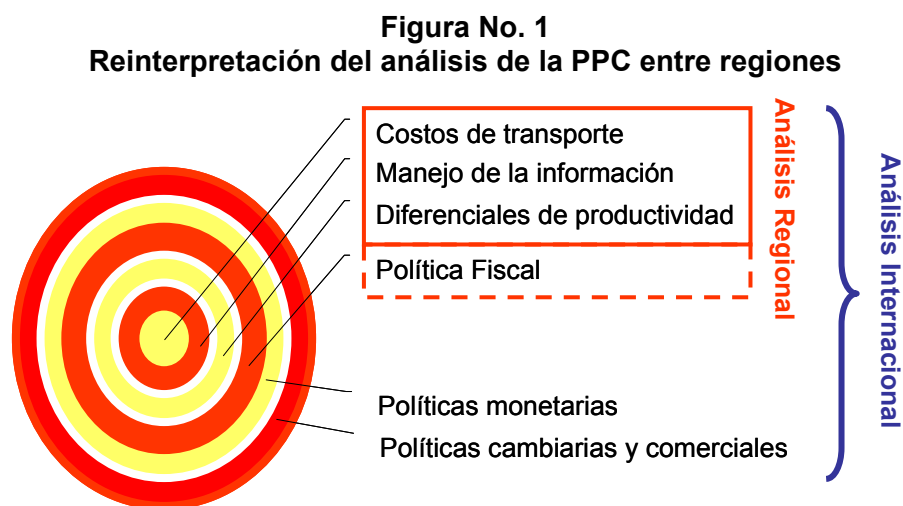 Figura No. 1
Reinterpretación del análisis de la PPC entre regiones
Costos de transporte
Manejo de la información
Diferenciales de productividad
Política Fiscal
Políticas monetarias
Políticas cambiarias y comerciales
Análisis Regional
Análisis Internacional